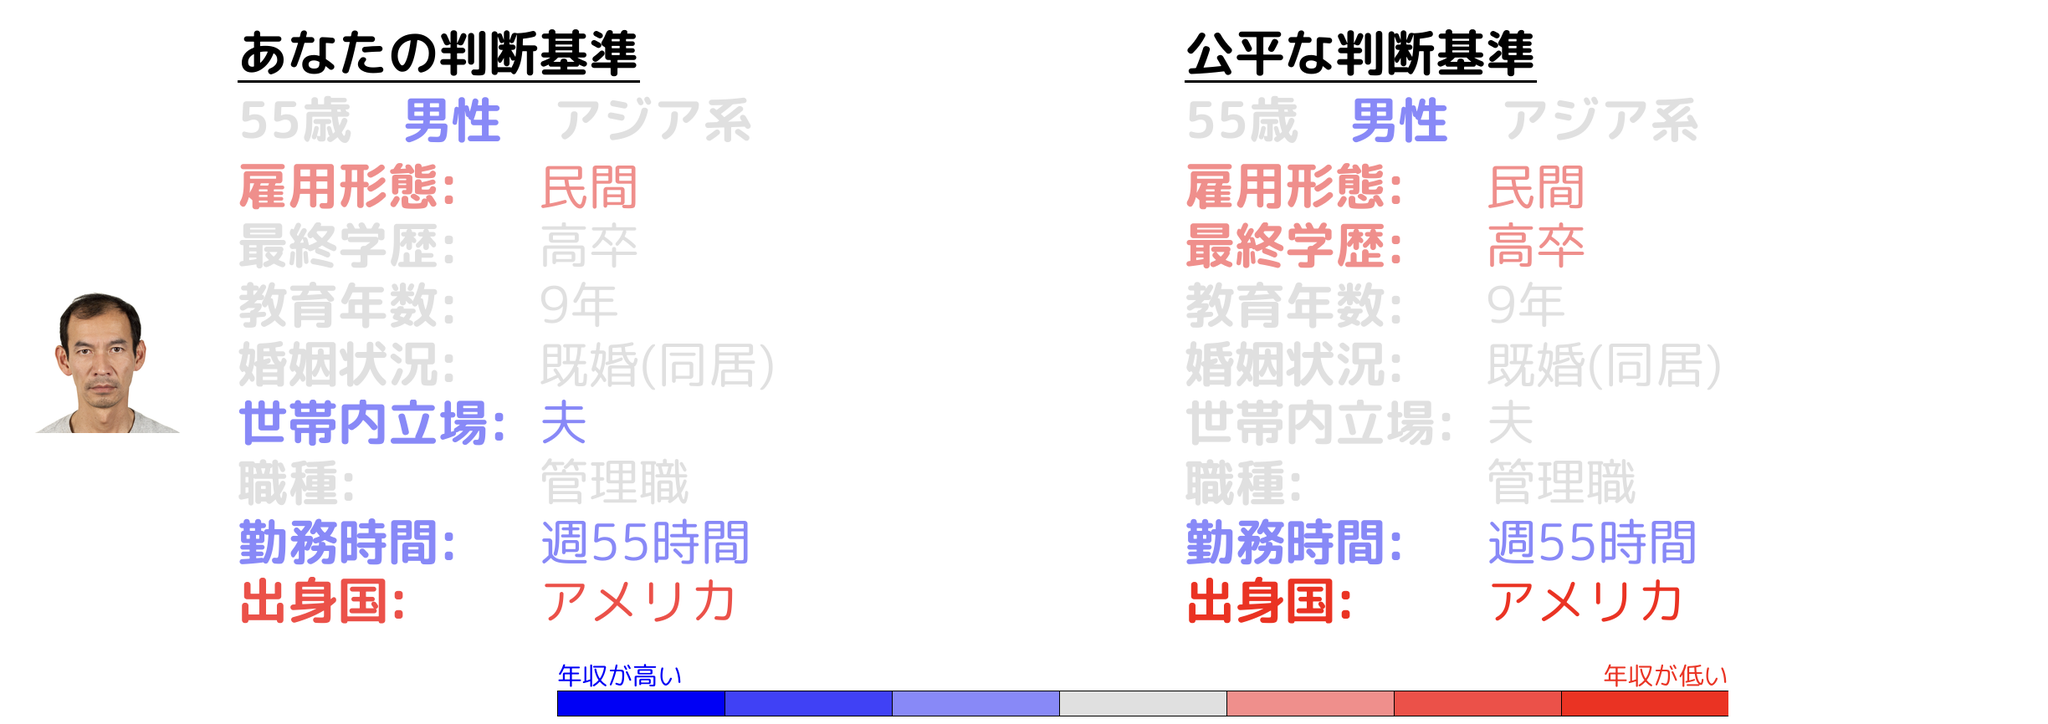 あなたの判断基準
55歳 男性 アジア系
雇用形態: 民間
最終学歴: 高卒
教育年数: 9年
婚姻状況: 既婚(同居)
世帯内立場: 夫
職種: 管理職
勤務時間: 週55時間
出身国: アメリカ
公平な判断基準
55歳 男性 アジア系
雇用形態: 民間
最終学歴: 高卒
教育年数: 9年
婚姻状況: 既婚(同居)
世帯内立場: 夫
職種: 管理職
勤務時間: 週55時間
出身国: アメリカ
年収が高い
年収が低い